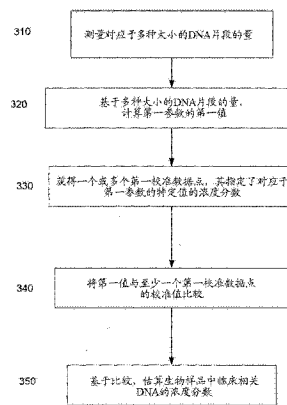 310
测量对应于多种大小的DNA片段的量
320
基于多种大小的DNA片段的量,
计算第一参数的第一值
330
获得一个或多个第一校准数据点,其指定了对应于
第一参数的特定值的浓度分数
340
将第一值与至少一个第一校准数据点
的校准值比较
350
基于比较,估算生物样品中临床相关
DNA的浓度分数